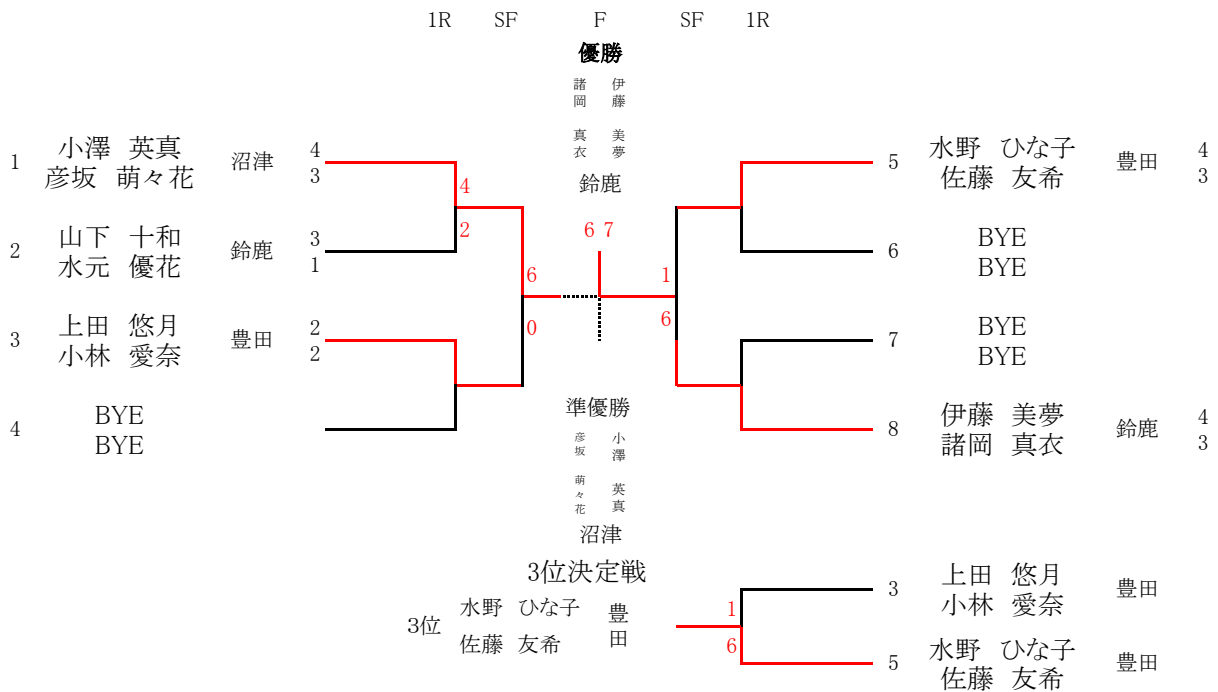 1R SF F SF 1R
優勝
伊藤 美夢
諸岡 真衣
鈴鹿
6 7
1 小澤 英真 沼津 4
彦坂 萌々花 3
4
2
2 山下 十和 鈴鹿 3
水元 優花 1
6
0
3 上田 悠月 豊田 2
小林 愛奈 2
4 BYE
BYE
5 水野 ひな子 豊田 4
佐藤 友希 3
6 BYE
BYE
1
6
7 BYE
BYE
8 伊藤 美夢 鈴鹿 4
諸岡 真衣 3
準優勝
小澤 英真
彦坂 萌々花
沼津
3位決定戦
3位 水野 ひな子 豊田
佐藤 友希
1
6
3 上田 悠月 豊田
小林 愛奈
5 水野 ひな子 豊田
佐藤 友希